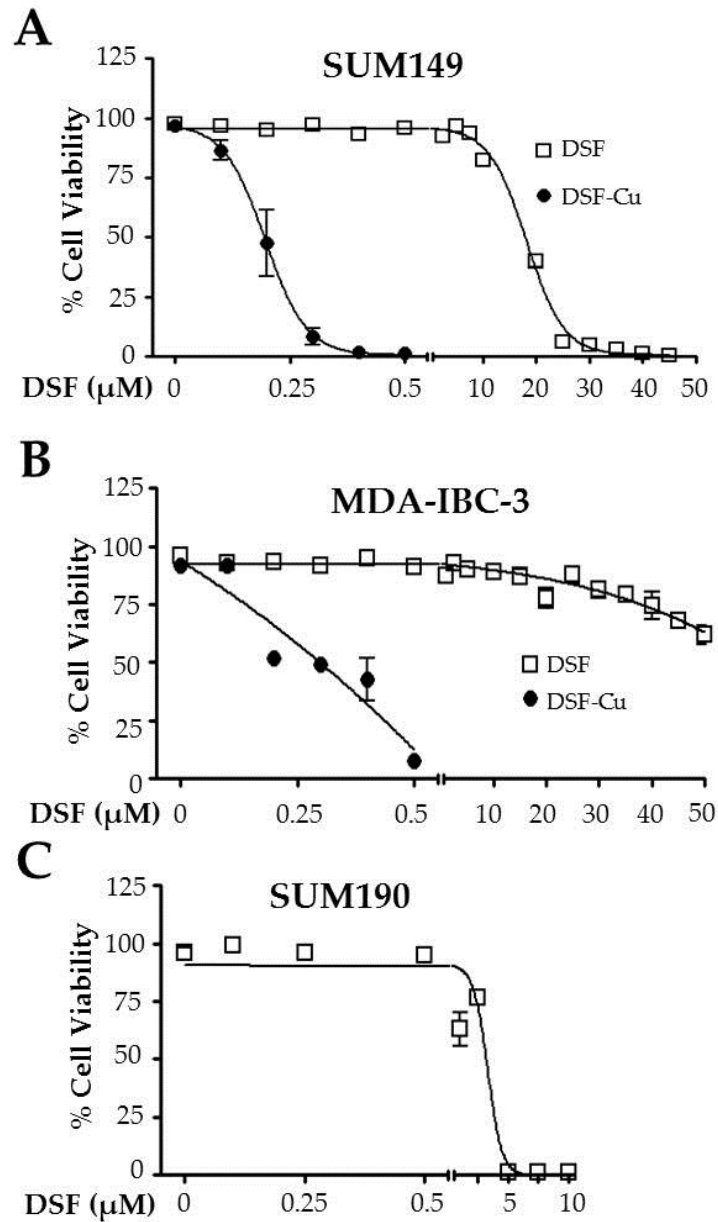 A
SUM149
125
100
75
50
25
0
% Cell Viability
DSF
DSF-Cu
0 0.25 0.5 10 20 30 40 50
DSF (μM)
B
MDA-IBC-3
125
100
75
50
25
0
% Cell Viability
DSF
DSF-Cu
0 0.25 0.5 10 20 30 40 50
DSF (μM)
C
SUM190
125
100
75
50
25
0
% Cell Viability
0 0.25 0.5 5 10
DSF (μM)